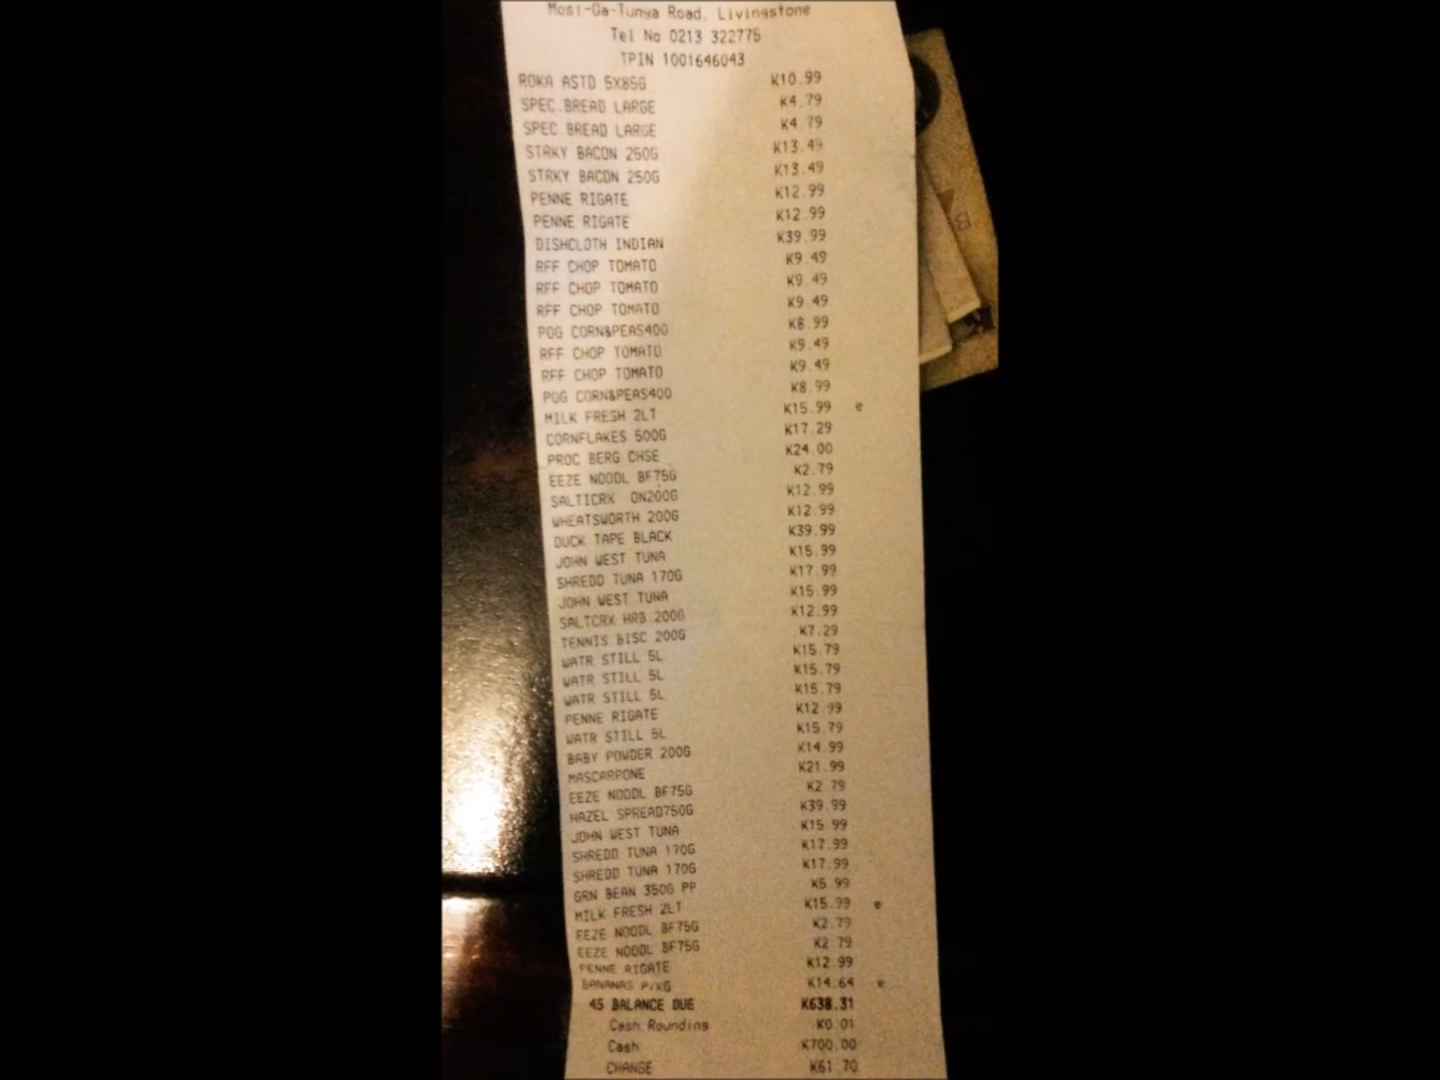 Mosi-Oa-Tunya Road, Livingstone
Tel No 0213 322775
TPIN 1001646043
ROKA ASTD 5X85G K10.99
SPEC.BREAD LARGE K4.79
SPEC.BREAD LARGE K4.79
STRKY BACON 250G K13.49
STRKY BACON 250G K13.49
PENNE RIGATE K12.99
PENNE RIGATE K12.99
DISHCLOTH INDIAN K39.99
RFF CHOP TOMATO K9.49
RFF CHOP TOMATO K9.49
RFF CHOP TOMATO K9.49
POG CORN&PEAS400 K8.99
RFF CHOP TOMATO K9.49
RFF CHOP TOMATO K9.49
POG CORN&PEAS400 K8.99
MILK FRESH 2LT K15.99 e
CORNFLAKES 500G K17.29
PROC BERG CHSE K24.00
EEZE NOODL BF75G K2.79
SALTICRX ON200G K12.99
WHEATSWORTH 200G K12.99
DUCK TAPE BLACK K39.99
JOHN WEST TUNA K15.99
SHREDD TUNA 170G K17.99
JOHN WEST TUNA K15.99
SALTCRX HRB 200G K12.99
TENNIS BISC 200G K7.29
WATR STILL 5L K15.79
WATR STILL 5L K15.79
WATR STILL 5L K15.79
PENNE RIGATE K12.99
WATR STILL 5L K15.79
BABY POWDER 200G K14.99
MASCARPONE K21.99
EEZE NOODL BF75G K2.79
HAZEL SPREAD750G K39.99
JOHN WEST TUNA K15.99
SHREDD TUNA 170G K17.99
SHREDD TUNA 170G K17.99
GRN BEAN 350G PP K5.99
MILK FRESH 2LT K15.99 e
EEZE NOODL BF75G K2.79
EEZE NOODL BF75G K2.79
PENNE RIGATE K12.99
BANANAS P/KG K14.64 e
45 BALANCE DUE K638.31
Cash Rounding K0.01
Cash K700.00
CHANGE K61.70